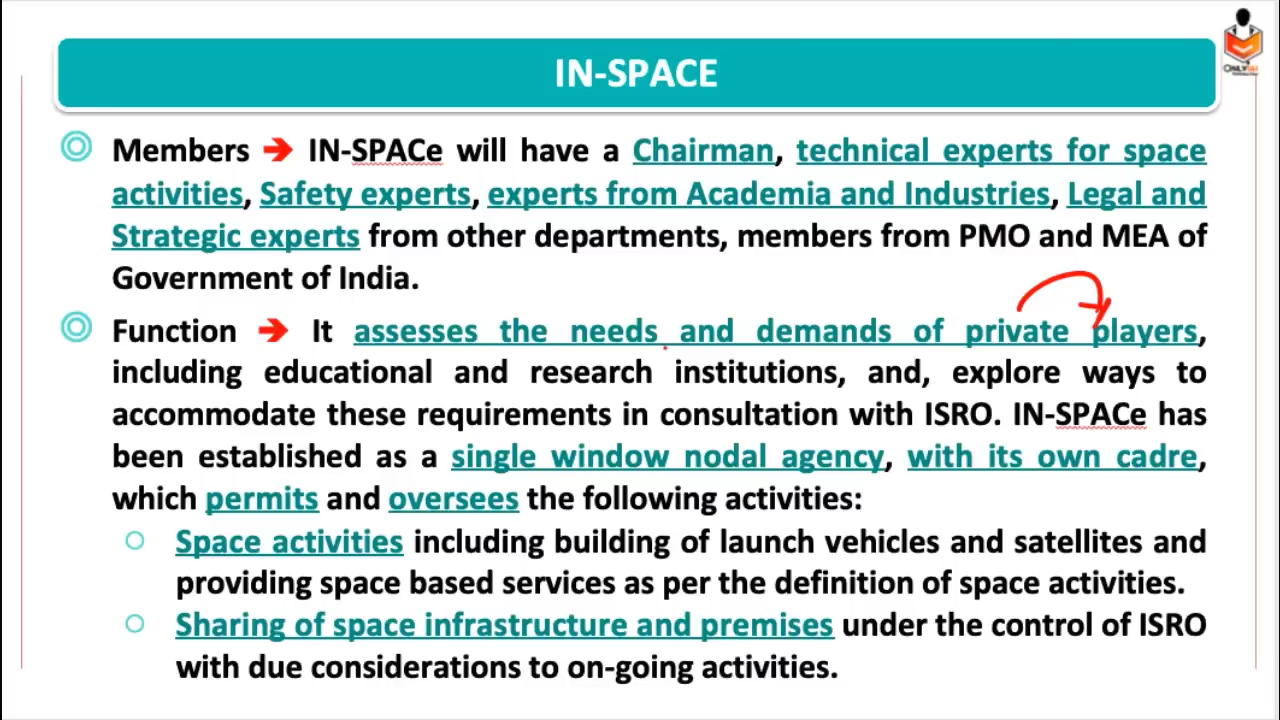 IN-SPACE
Members ➔ IN-SPACe will have a Chairman, technical experts for space
activities, Safety experts, experts from Academia and Industries, Legal and
Strategic experts from other departments, members from PMO and MEA of
Government of India.
Function ➔ It assesses the needs and demands of private players,
including educational and research institutions, and, explore ways to
accommodate these requirements in consultation with ISRO. IN-SPACe has
been established as a single window nodal agency, with its own cadre,
which permits and oversees the following activities:
Space activities including building of launch vehicles and satellites and
providing space based services as per the definition of space activities.
Sharing of space infrastructure and premises under the control of ISRO
with due considerations to on-going activities.